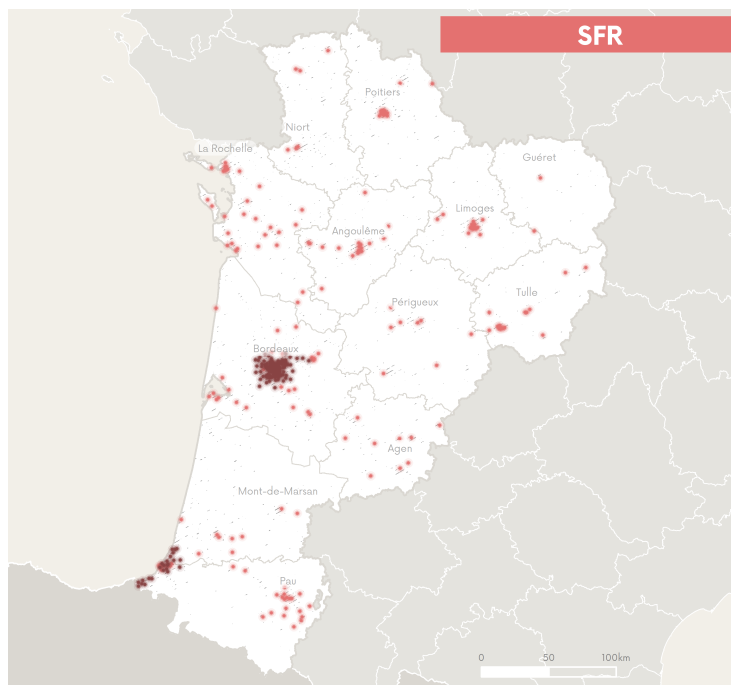 SFR
Poitiers
Niort
La Rochelle
Guéret
Limoges
Angoulême
Tulle
Périgueux
Bordeaux
Agen
Mont-de-Marsan
Pau
0 50 100km